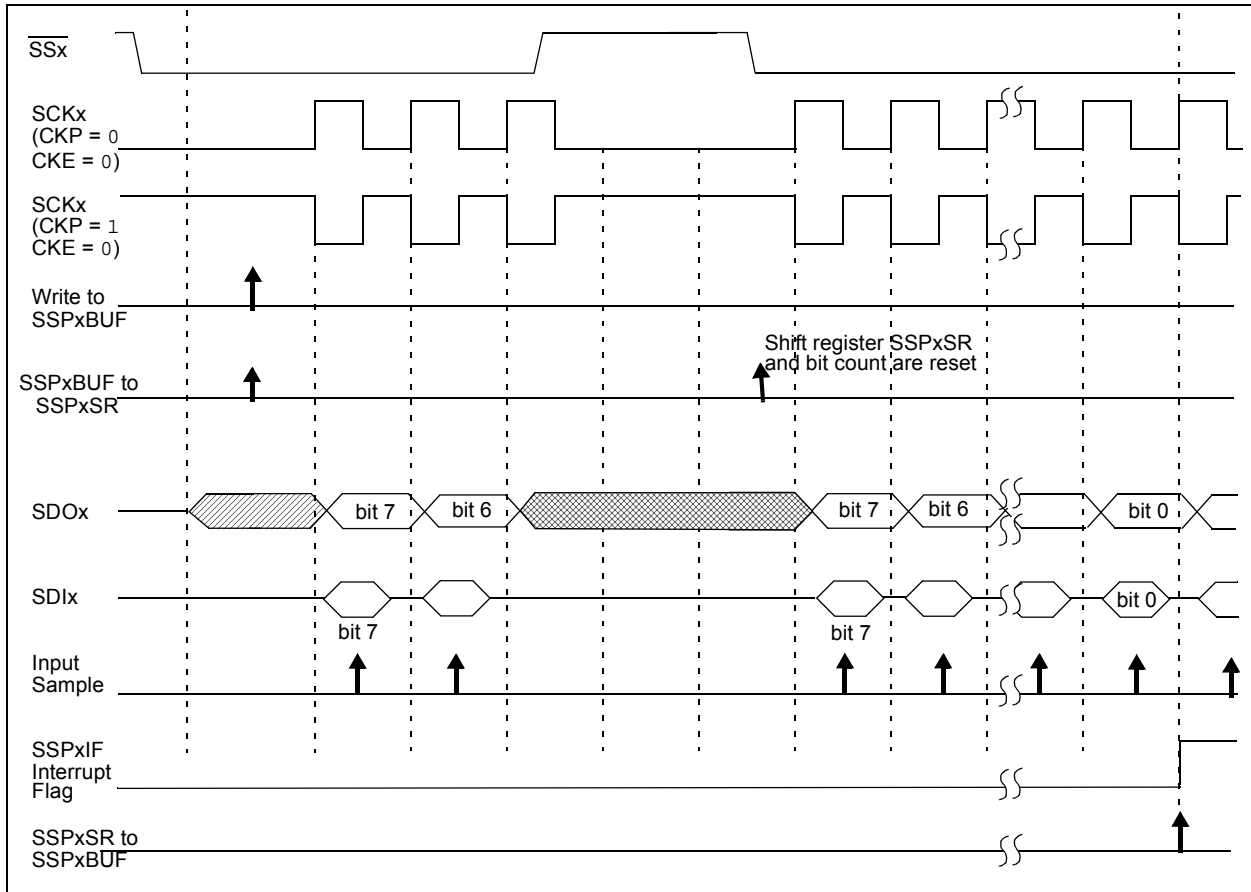 SSx
SCKx
(CKP = 0
CKE = 0)
SCKx
(CKP = 1
CKE = 0)
Write to
SSPxBUF
Shift register SSPxSR
and bit count are reset
SSPxBUF to
SSPxSR
SDOx
bit 7
bit 6
bit 7
bit 6
bit 0
SDIx
bit 0
bit 7
bit 7
Input
Sample
SSPxIF
Interrupt
Flag
SSPxSR to
SSPxBUF